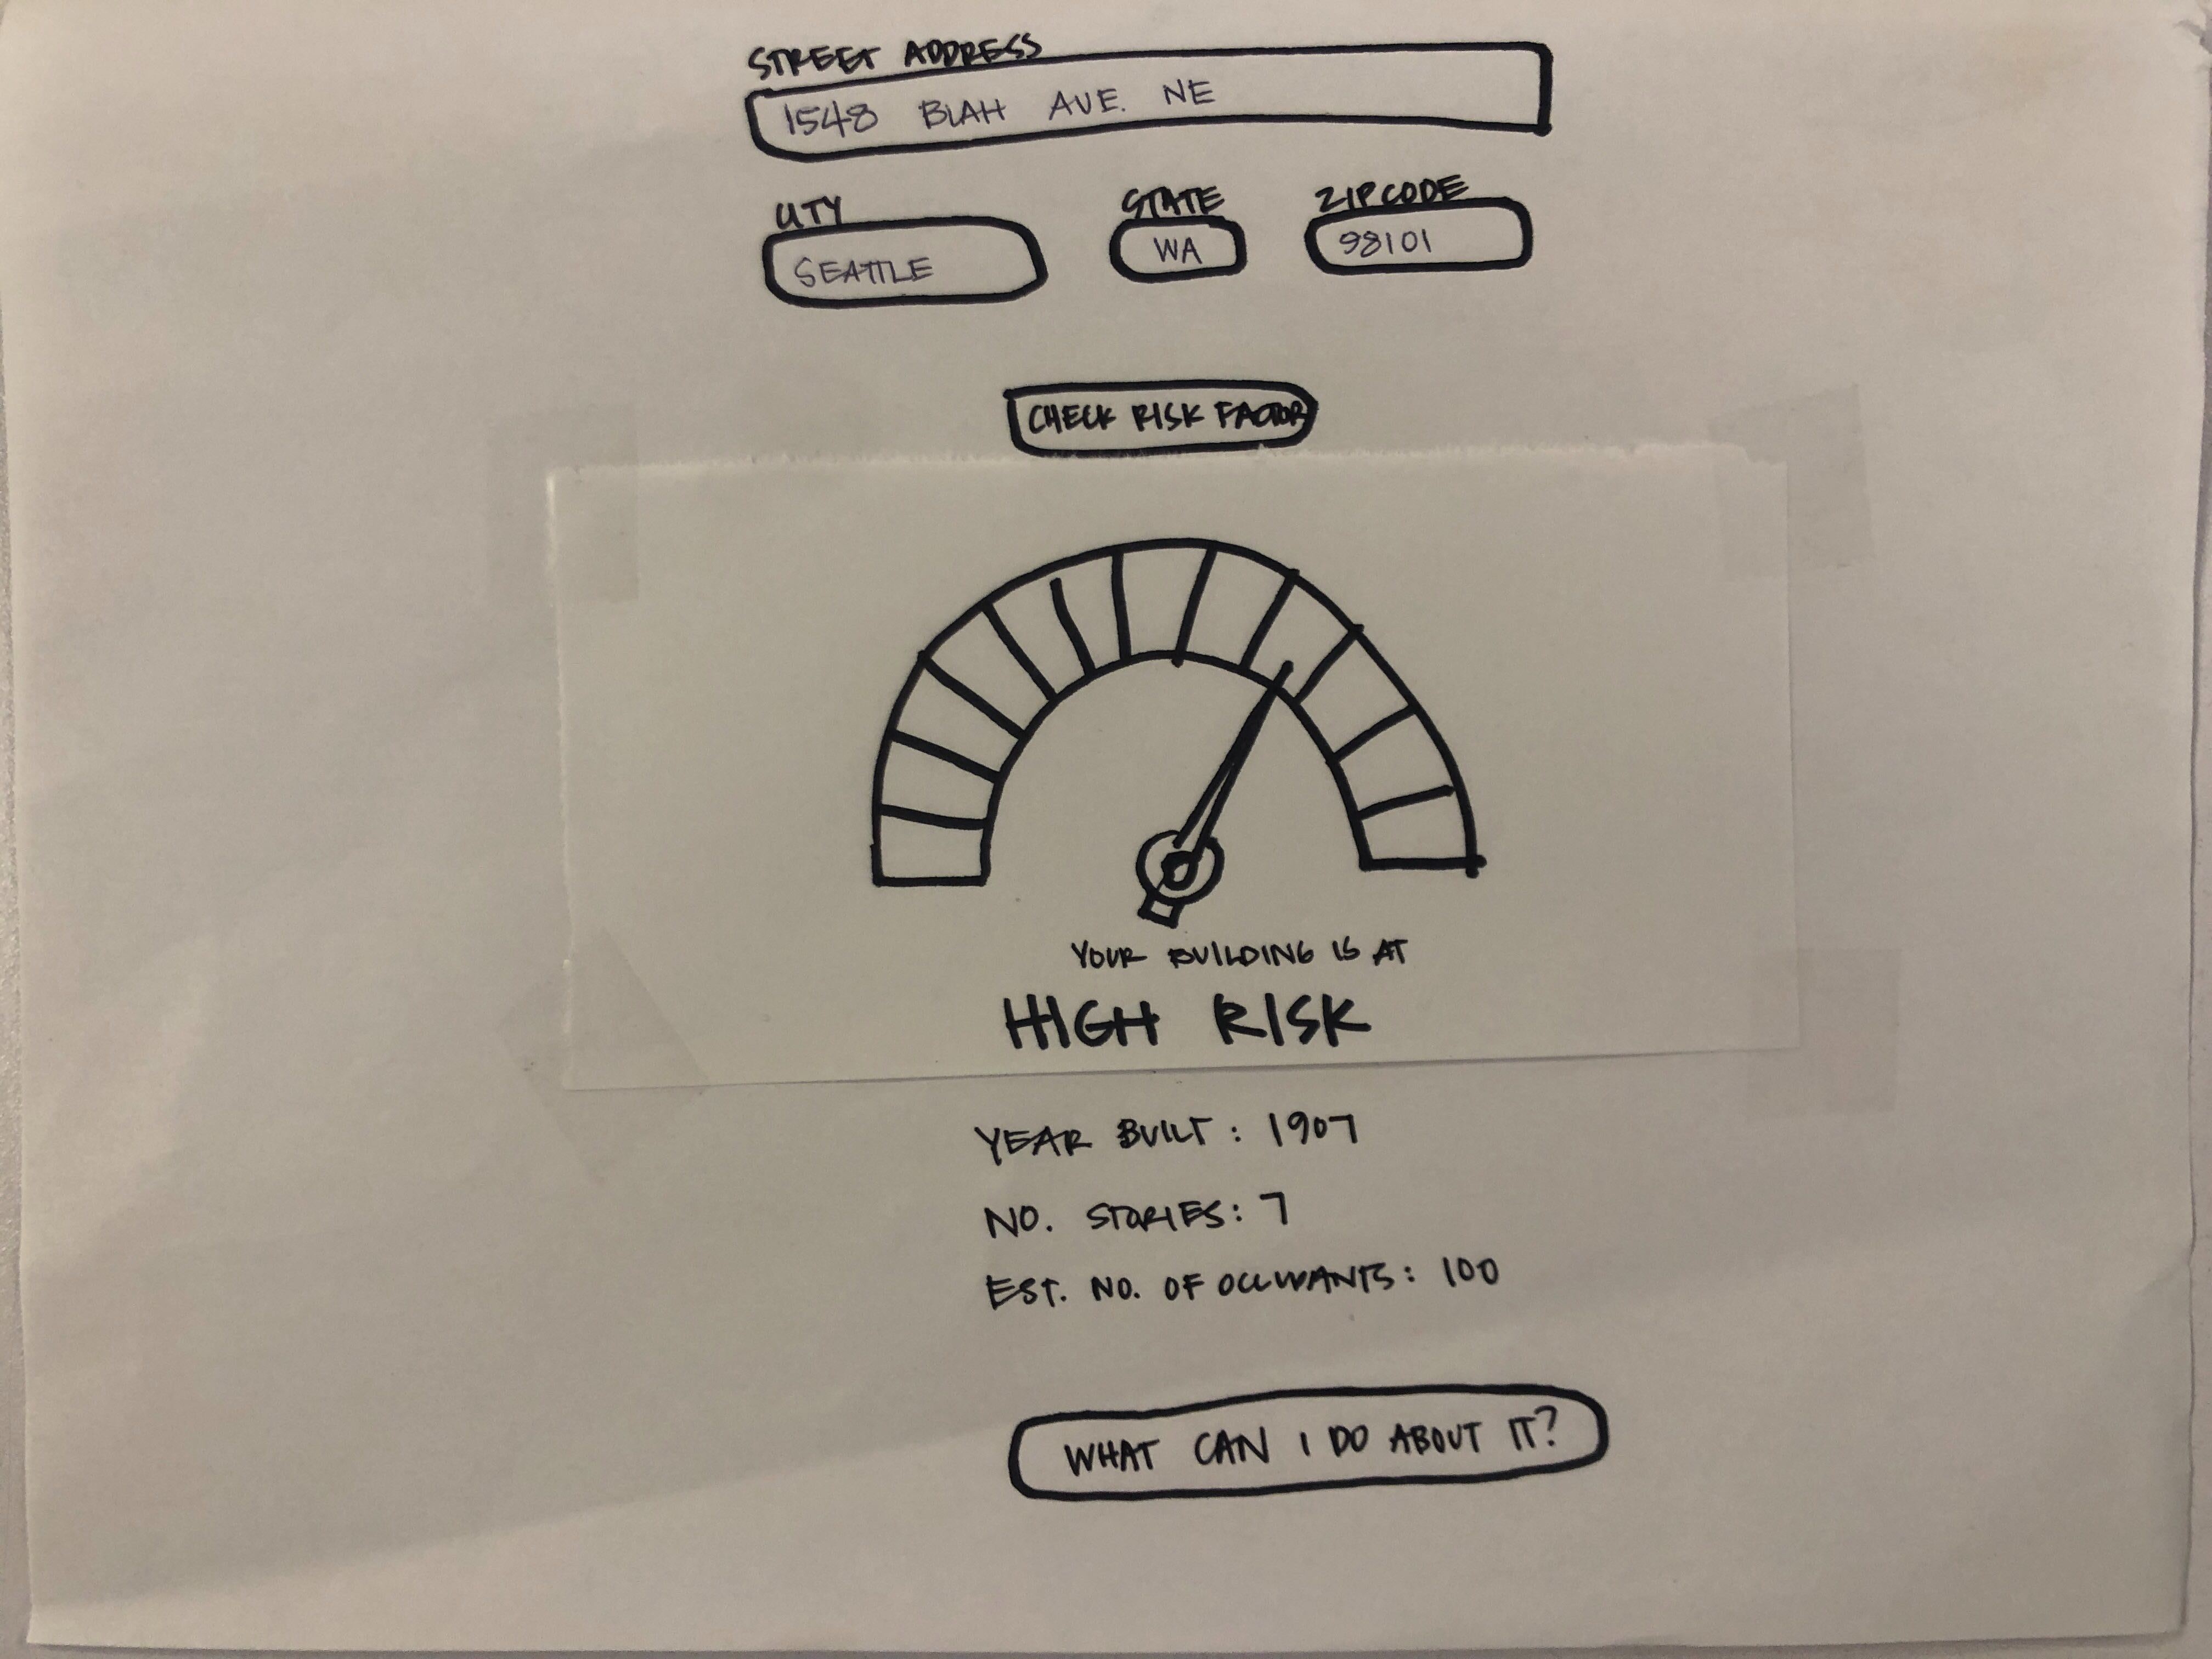 STREET ADDRESS
1548 BLAH AVE. NE
CITY STATE ZIPCODE
SEATTLE WA 98101
CHECK RISK FACTOR
YOUR BUILDING IS AT
HIGH RISK
YEAR BUILT: 1907
NO. STORIES: 7
EST. NO. OF OCCUPANTS: 100
WHAT CAN I DO ABOUT IT?